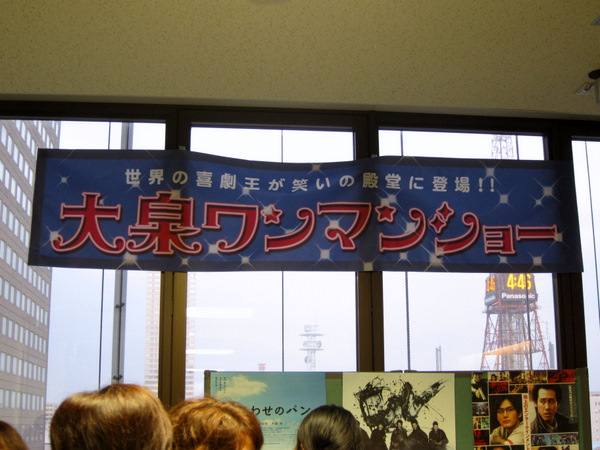 世界の喜劇王が笑いの殿堂に登場!!
大泉ワンマンショー
4:46
Panasonic
わせのパン